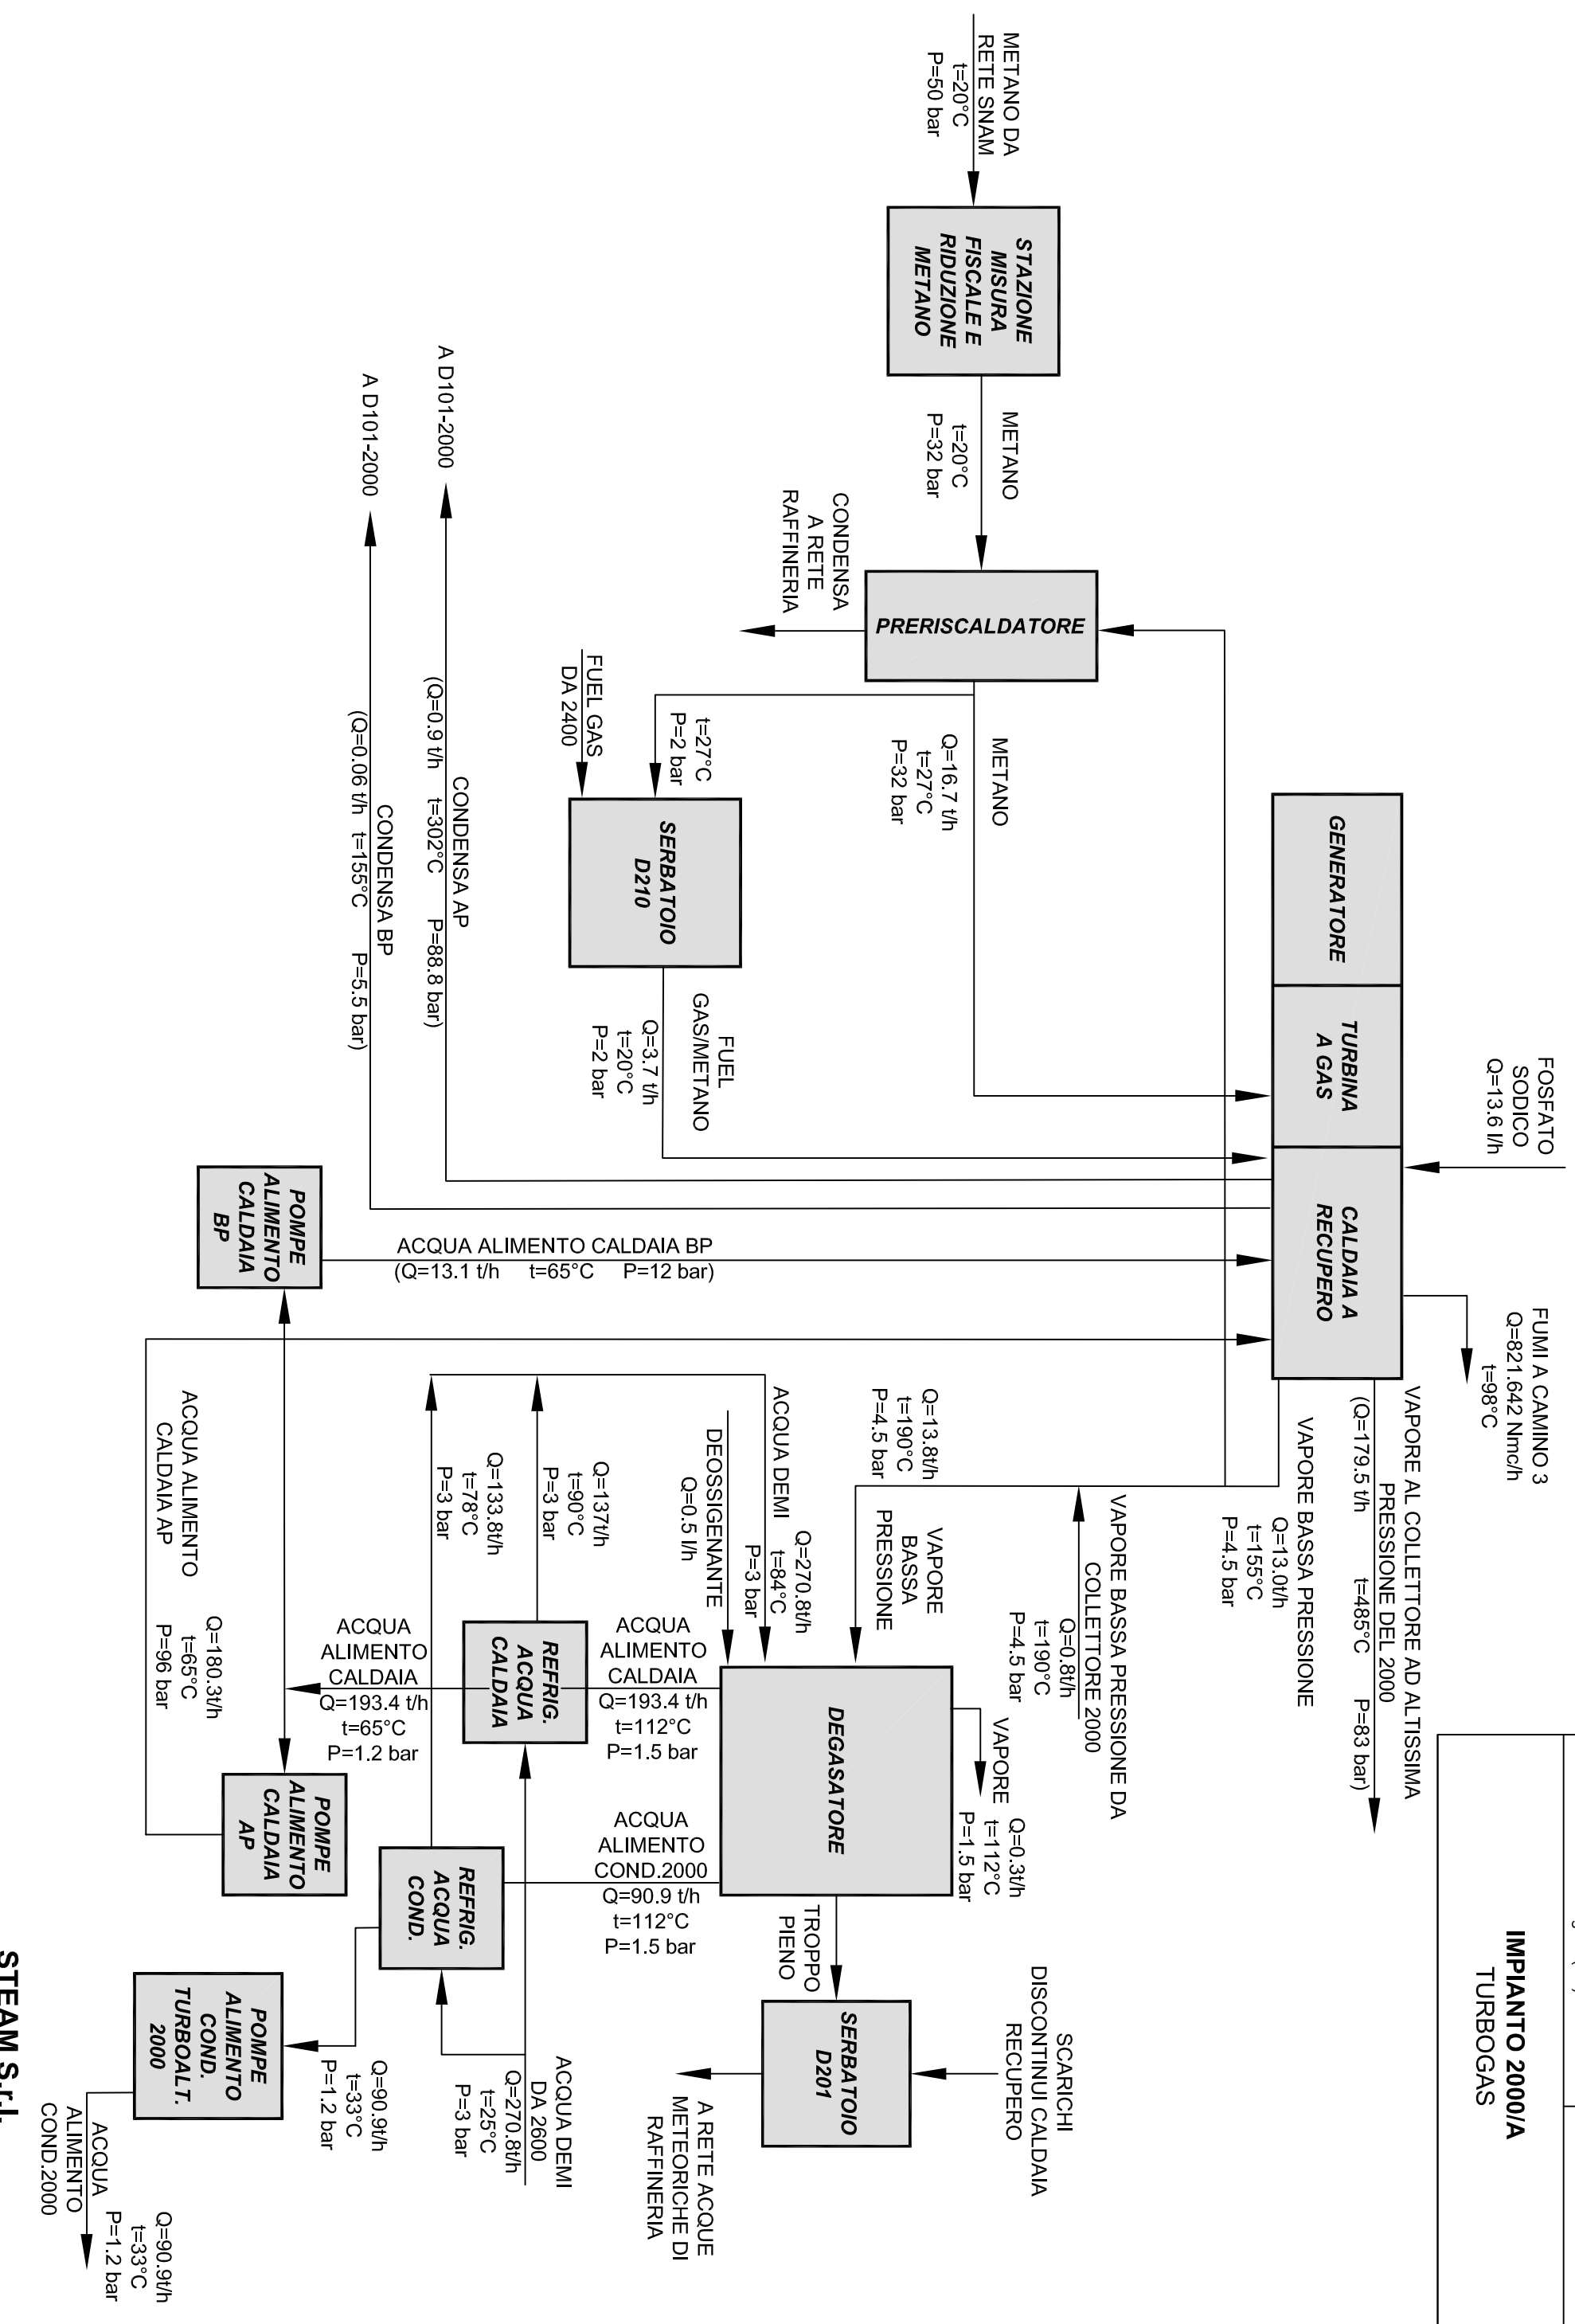 IMPIANTO 2000/A
TURBOGAS
FOSFATO
SODICO
Q=13.6 l/h
FUMI A CAMINO 3
Q=821.642 Nmc/h
t=98°C
GENERATORE
TURBINA
A GAS
CALDAIA A
RECUPERO
VAPORE AL COLLETTORE AD ALTISSIMA
PRESSIONE DEL 2000
(Q=179.5 t/h t=485°C P=83 bar)
VAPORE BASSA PRESSIONE
Q=13.0t/h
t=155°C
P=4.5 bar
METANO DA
RETE SNAM
t=20°C
P=50 bar
STAZIONE
MISURA
FISCALE E
RIDUZIONE
METANO
METANO
t=20°C
P=32 bar
PRERISCALDATORE
CONDENSA
A RETE
RAFFINERIA
METANO
Q=16.7 t/h
t=27°C
P=32 bar
t=27°C
P=2 bar
FUEL GAS
DA 2400
SERBATOIO
D210
FUEL
GAS/METANO
Q=3.7 t/h
t=20°C
P=2 bar
VAPORE BASSA PRESSIONE DA
COLLETTORE 2000
Q=0.8t/h
t=190°C
P=4.5 bar
Q=13.8t/h
t=190°C
P=4.5 bar
VAPORE
BASSA
PRESSIONE
VAPORE
Q=0.3t/h
t=112°C
P=1.5 bar
SCARICHI
DISCONTINUI CALDAIA
RECUPERO
DEGASATORE
TROPPO
PIENO
SERBATOIO
D201
A RETE ACQUE
METEORICHE DI
RAFFINERIA
ACQUA DEMI
Q=270.8t/h
t=84°C
P=3 bar
DEOSSIGENANTE
Q=0.5 l/h
ACQUA
ALIMENTO
CALDAIA
Q=193.4 t/h
t=112°C
P=1.5 bar
ACQUA
ALIMENTO
COND.2000
Q=90.9 t/h
t=112°C
P=1.5 bar
Q=137t/h
t=90°C
P=3 bar
REFRIG.
ACQUA
CALDAIA
ACQUA DEMI
DA 2600
Q=270.8t/h
t=25°C
P=3 bar
Q=133.8t/h
t=78°C
P=3 bar
REFRIG.
ACQUA
COND.
A D101-2000
CONDENSA AP
(Q=0.9 t/h t=302°C P=88.8 bar)
A D101-2000
CONDENSA BP
(Q=0.06 t/h t=155°C P=5.5 bar)
ACQUA ALIMENTO CALDAIA BP
(Q=13.1 t/h t=65°C P=12 bar)
POMPE
ALIMENTO
CALDAIA
BP
ACQUA
ALIMENTO
CALDAIA
Q=193.4 t/h
t=65°C
P=1.2 bar
POMPE
ALIMENTO
CALDAIA
AP
ACQUA ALIMENTO
CALDAIA AP
Q=180.3t/h
t=65°C
P=96 bar
Q=90.9t/h
t=33°C
P=1.2 bar
POMPE
ALIMENTO
COND.
TURBOALT.
2000
ACQUA
ALIMENTO
COND.2000
Q=90.9t/h
t=33°C
P=1.2 bar
STEAM S.r.l.